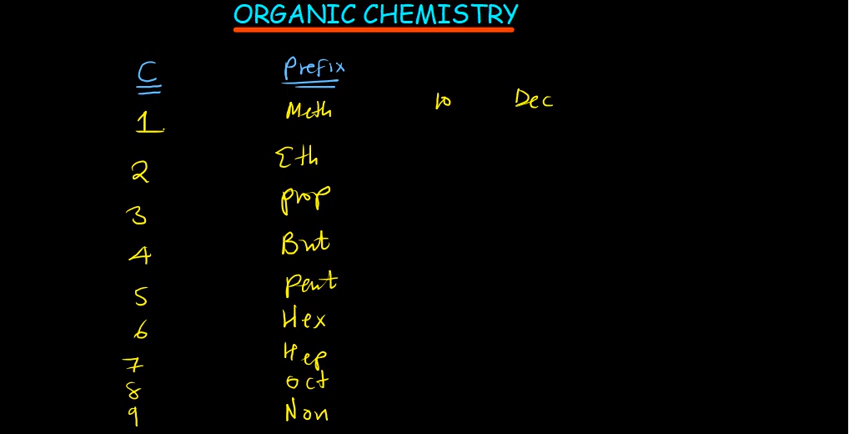 ORGANIC CHEMISTRY
C Prefix
1 Meth 10 Dec
2 Eth
3 prop
4 But
5 Pent
6 Hex
7 Hep
8 Oct
9 Non